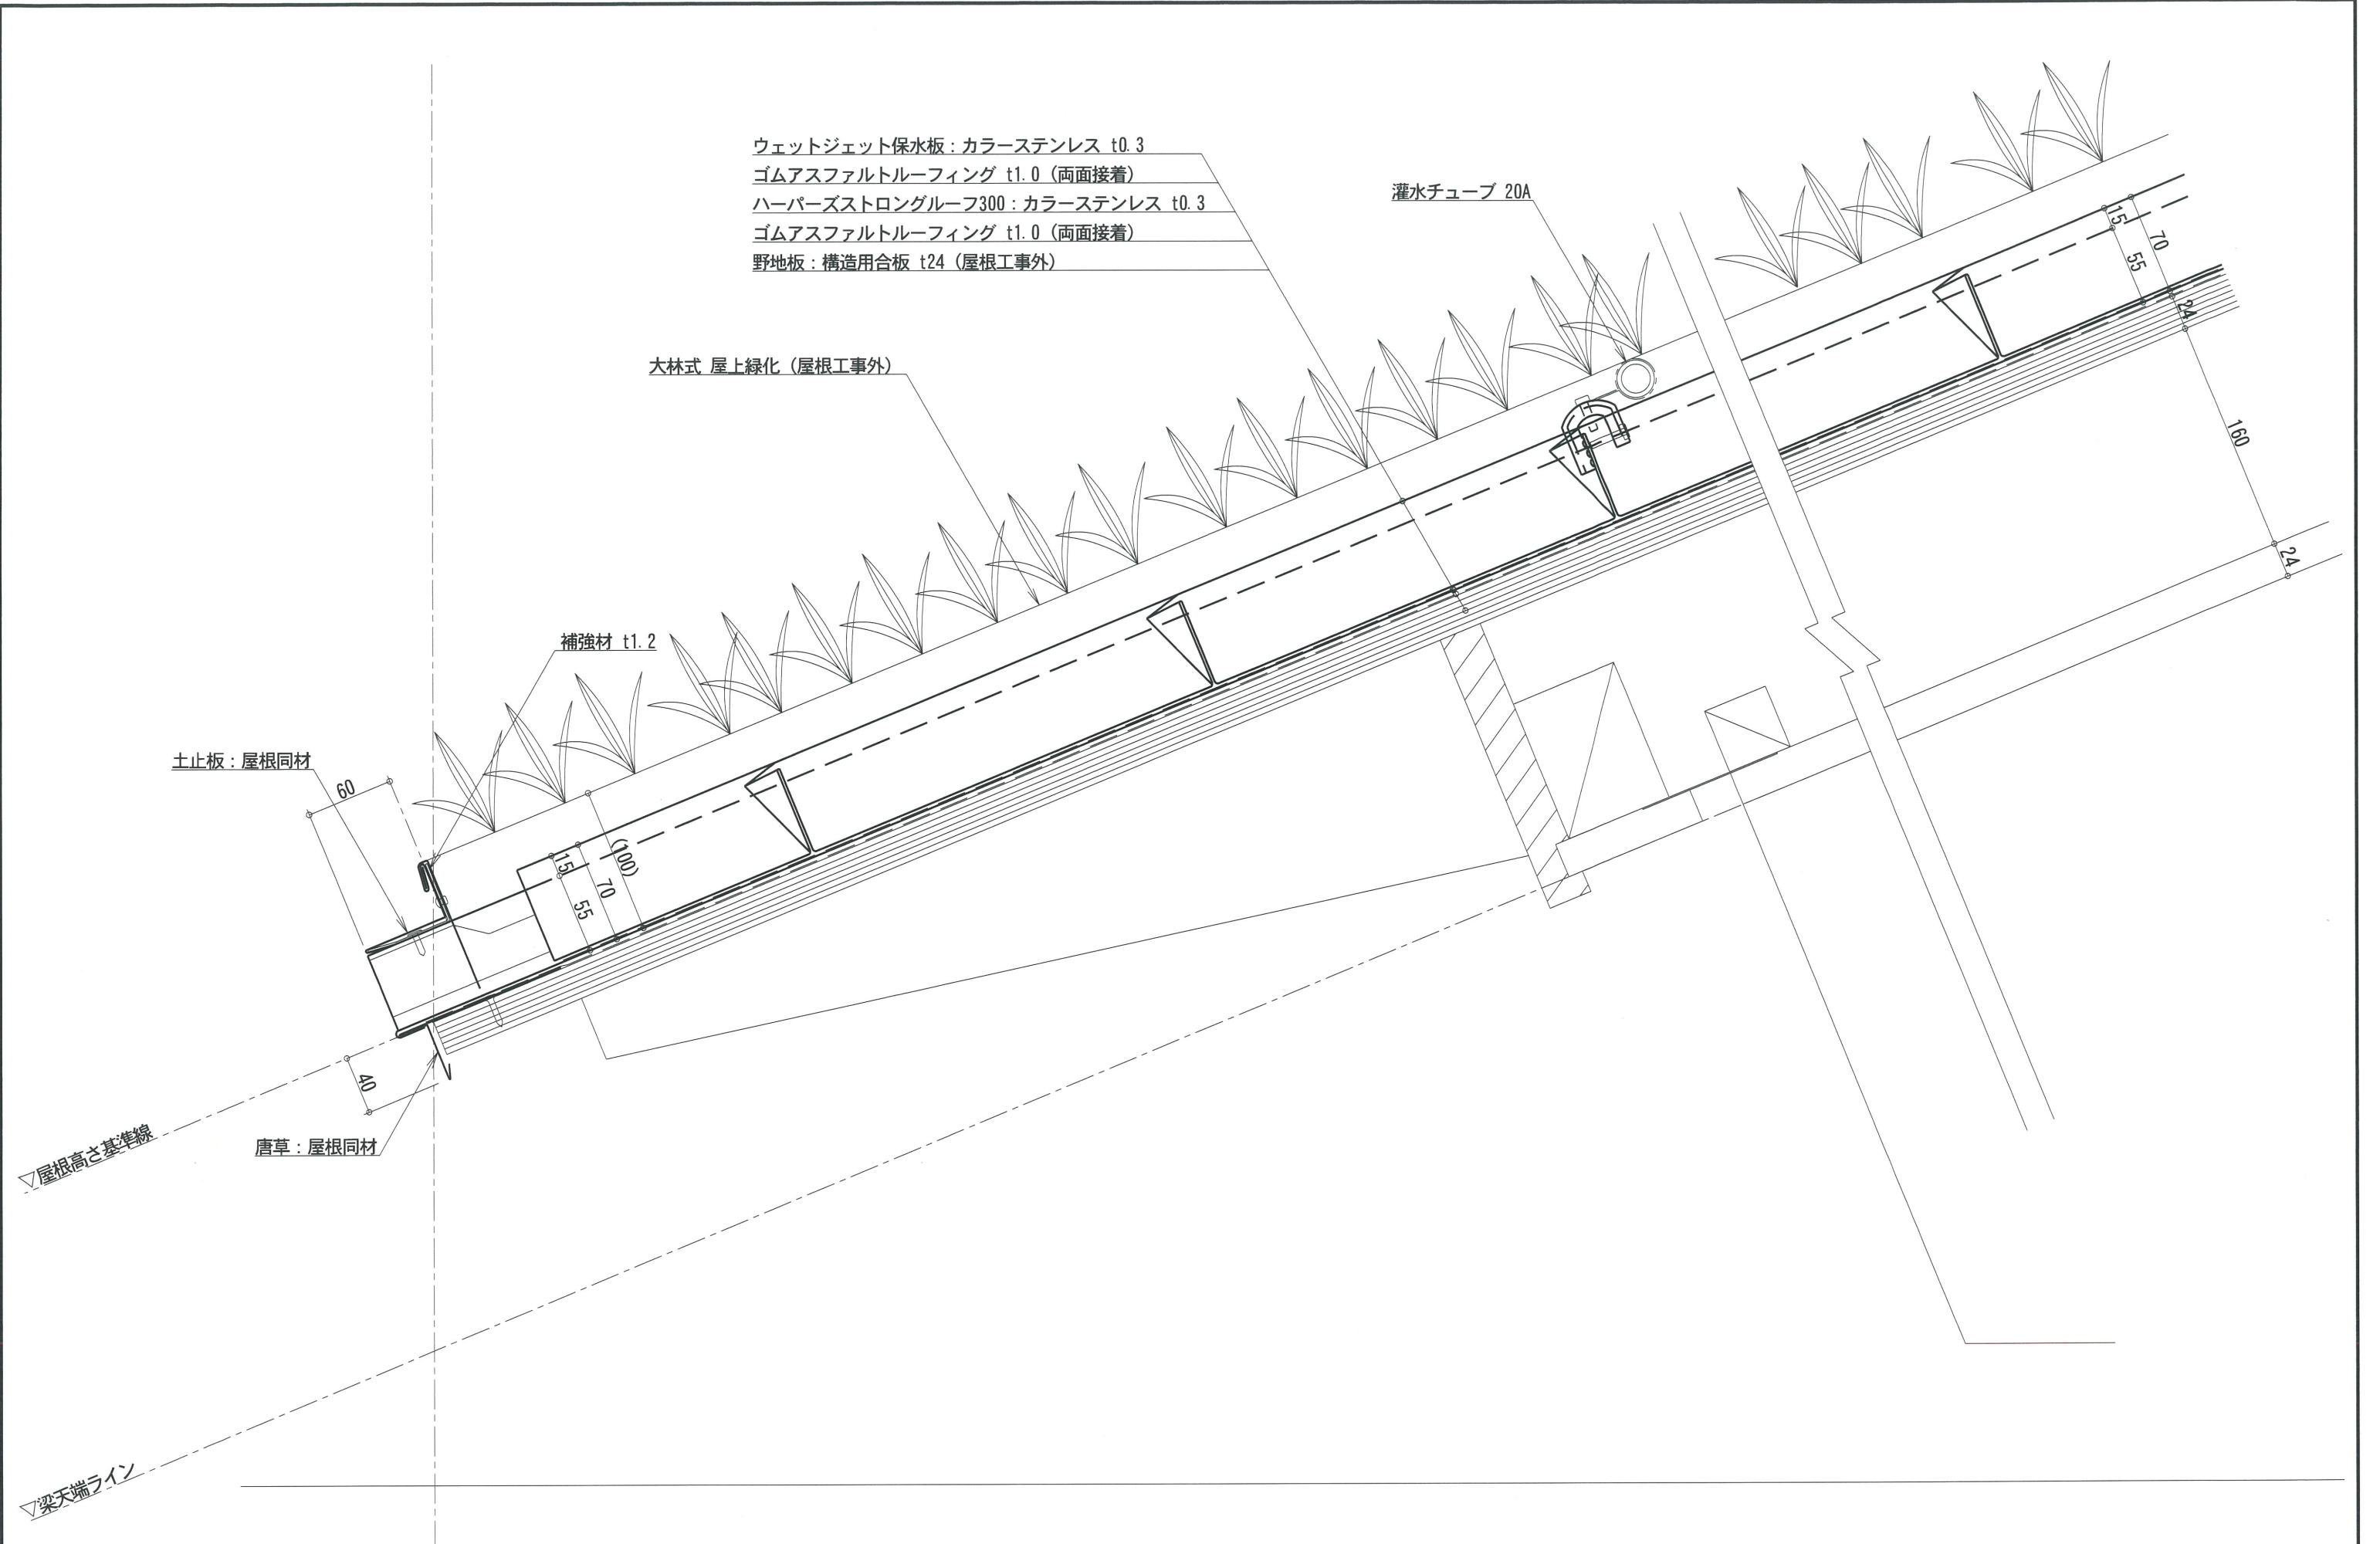 ウェットジェット保水板：カラーステンレス t0.3
ゴムアスファルトルーフィング t1.0（両面接着）
ハーパーズストロングルーフ300：カラーステンレス t0.3
ゴムアスファルトルーフィング t1.0（両面接着）
野地板：構造用合板 t24（屋根工事外）
灌水チューブ 20A
大林式 屋上緑化（屋根工事外）
補強材 t1.2
土止板：屋根同材
60
15
70
55
24
160
24
(100)
15
70
55
40
唐草：屋根同材
▽屋根高さ基準線
▽梁天端ライン